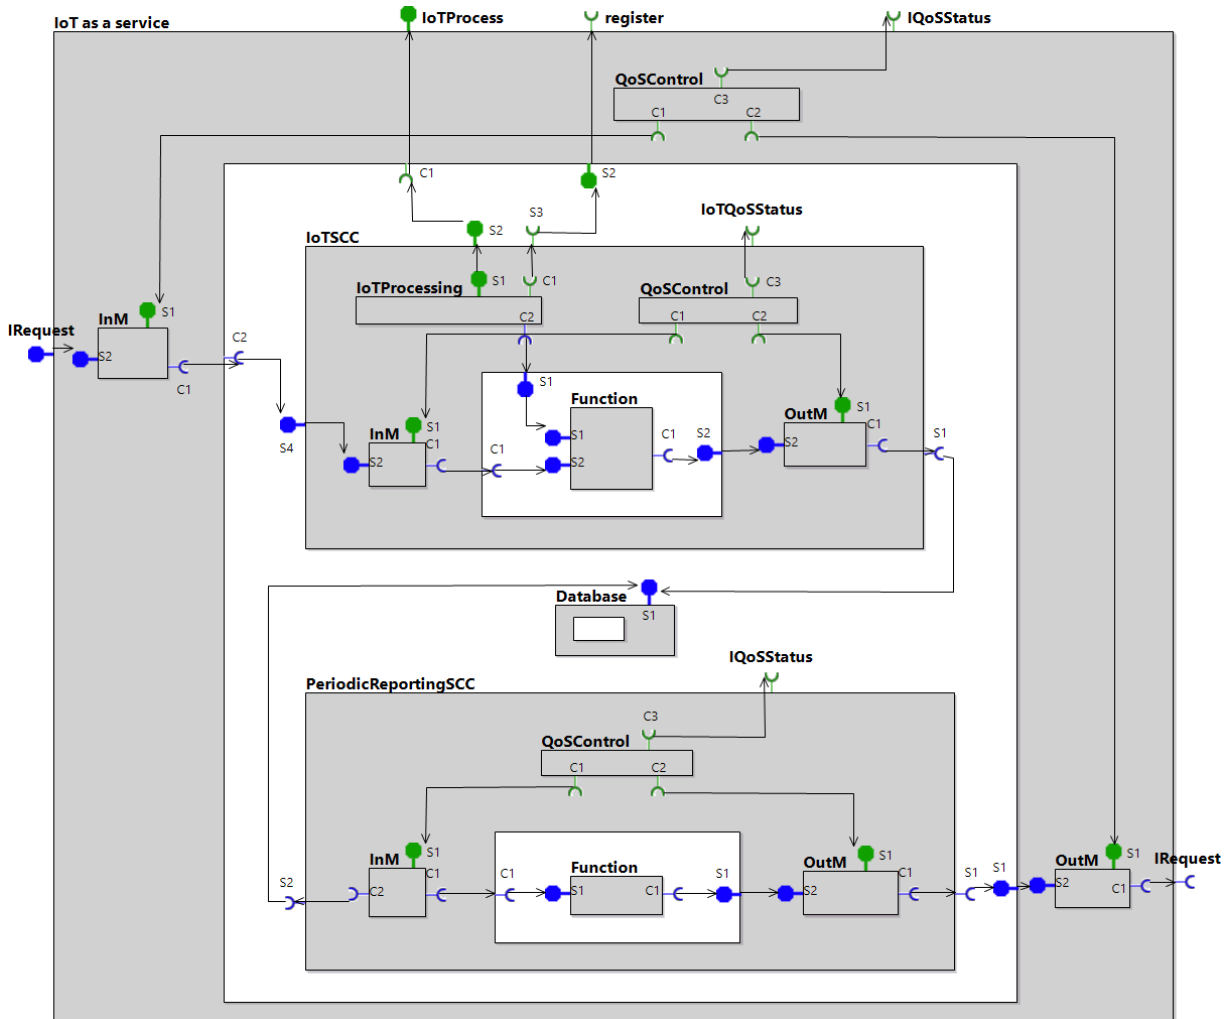 IoTProcess
register
IQoSStatus
IoT as a service
QoSControl
C3
C1
C2
C1
S2
S3
IoTQoSStatus
S2
IoTSCC
S1
C1
C3
IoTProcessing
QoSControl
C2
C1
C2
S1
InM
IRequest
S2
C1
C2
S1
Function
S1
OutM
S4
InM
S1
C1
S1
C1
S2
C1
S1
S2
S2
C1
S2
Database
S1
IQoSStatus
PeriodicReportingSCC
C3
QoSControl
C1
C2
InM
S1
OutM
S1
OutM
S1
IRequest
Function
S2
C2
C1
C1
S1
C1
S1
S2
C1
S1
S1
S2
C1